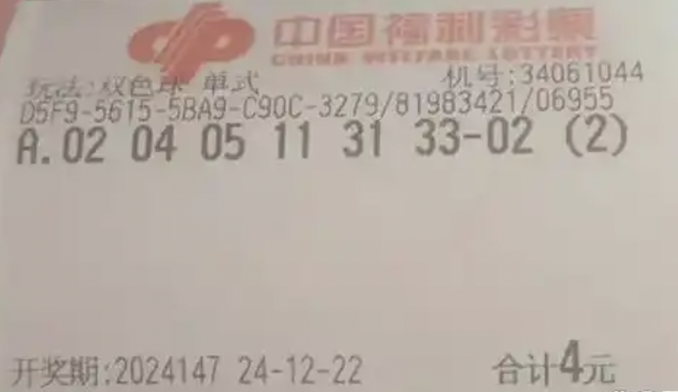 中国福利彩票
CHINA WELFARE LOTTERY
玩法:双色球 单式 机号:34061044
D5F9-5615-5BA9-C90C-3279/81983421/06955
A.02 04 05 11 31 33-02 (2)
开奖期:2024147 24-12-22 合计4元